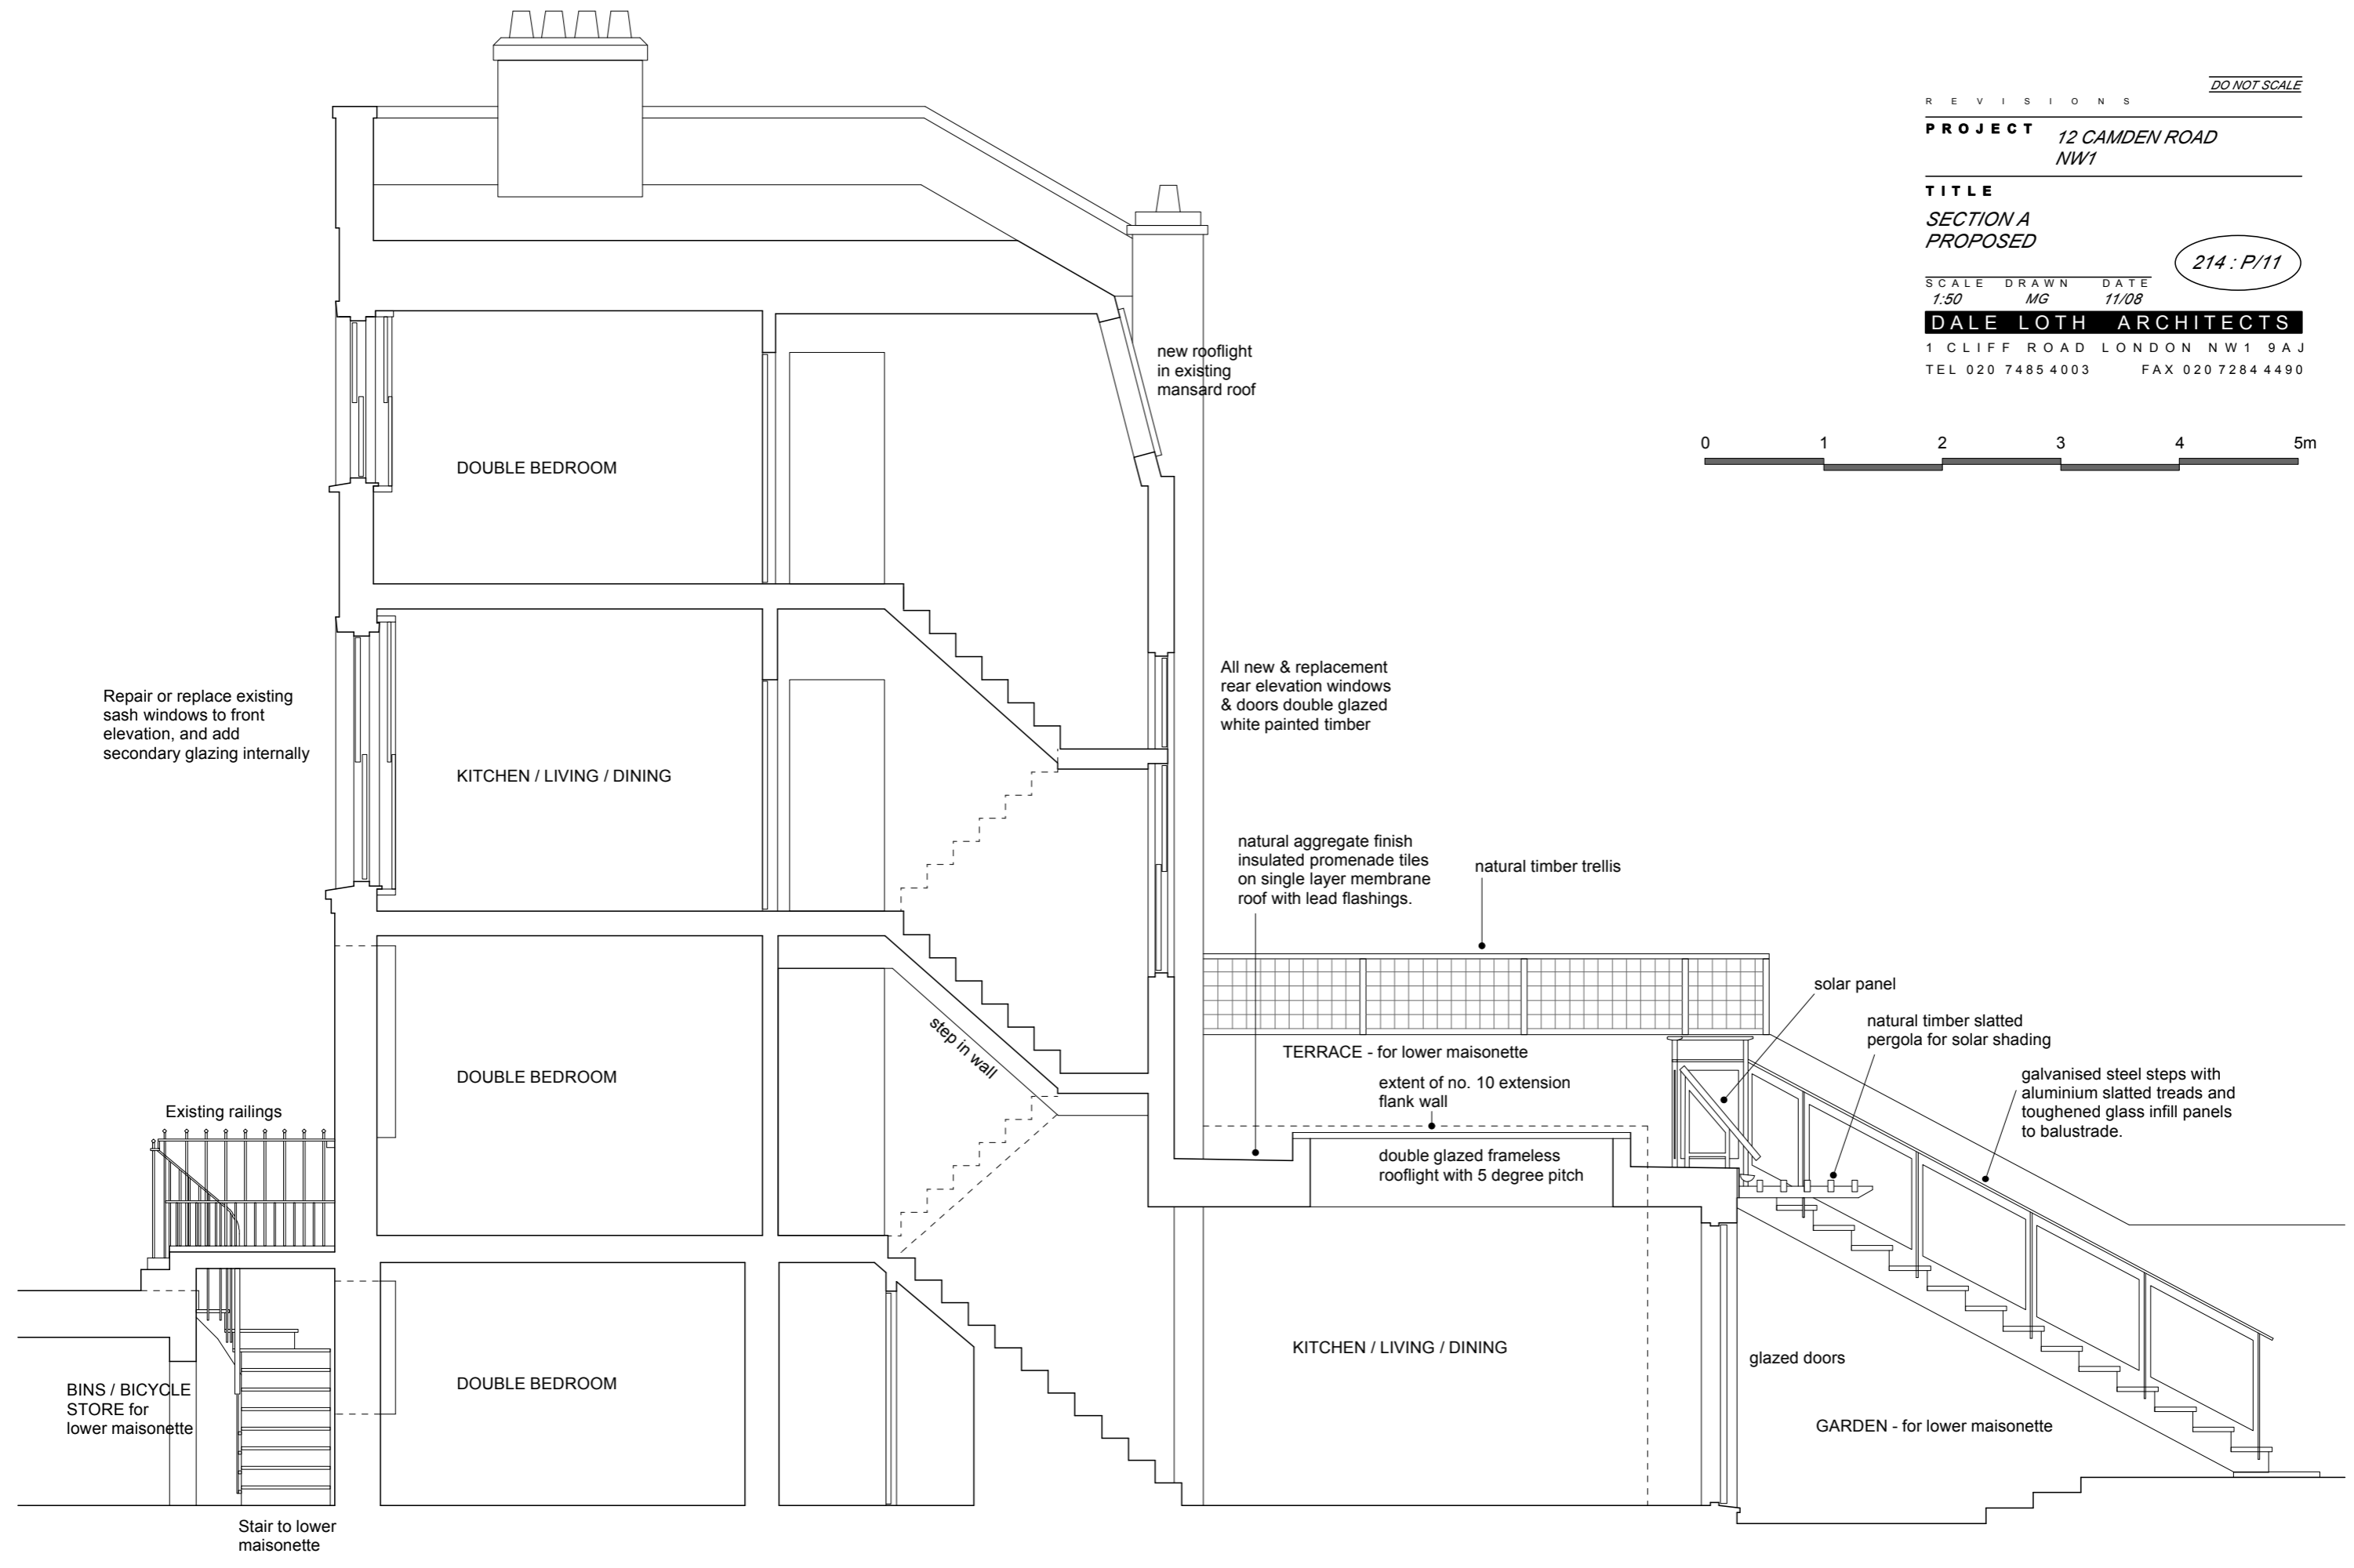 DO NOT SCALE
REVISIONS
PROJECT 12 CAMDEN ROAD
NW1
TITLE
SECTION A
PROPOSED
214 : P/11
SCALE DRAWN DATE
1:50 MG 11/08
DALE LOTH ARCHITECTS
1 CLIFF ROAD LONDON NW1 9AJ
TEL 020 7485 4003 FAX 020 7284 4490
0 1 2 3 4 5m
new rooflight
in existing
mansard roof
DOUBLE BEDROOM
Repair or replace existing
sash windows to front
elevation, and add
secondary glazing internally
KITCHEN / LIVING / DINING
All new & replacement
rear elevation windows
& doors double glazed
white painted timber
natural aggregate finish
insulated promenade tiles
on single layer membrane
roof with lead flashings.
natural timber trellis
solar panel
natural timber slatted
pergola for solar shading
galvanised steel steps with
aluminium slatted treads and
toughened glass infill panels
to balustrade.
TERRACE - for lower maisonette
extent of no. 10 extension
flank wall
double glazed frameless
rooflight with 5 degree pitch
step in wall
DOUBLE BEDROOM
Existing railings
BINS / BICYCLE
STORE for
lower maisonette
DOUBLE BEDROOM
KITCHEN / LIVING / DINING
glazed doors
GARDEN - for lower maisonette
Stair to lower
maisonette